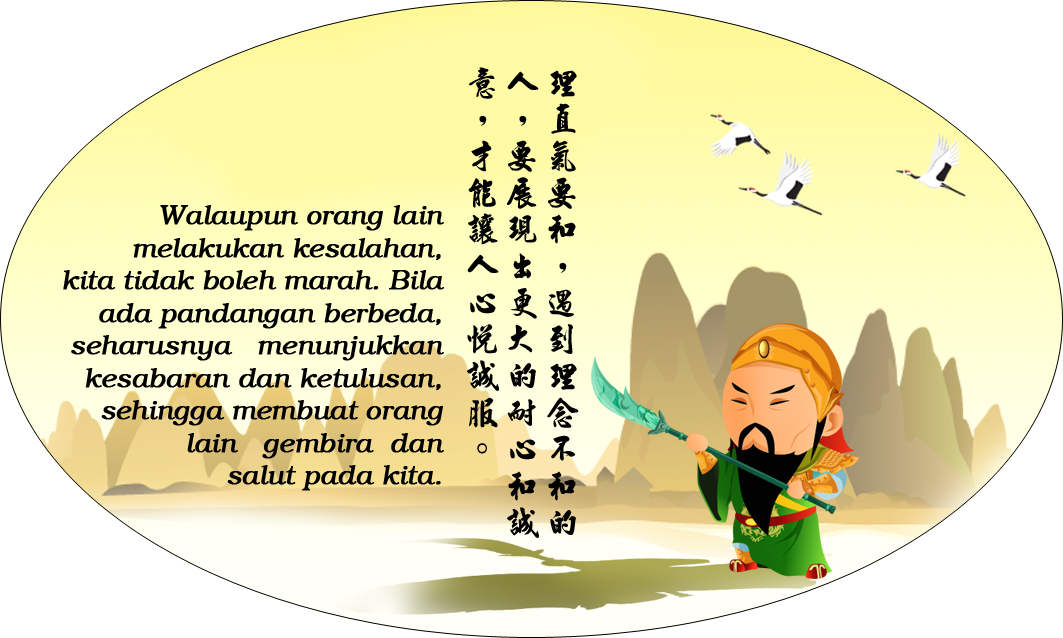 Walaupun orang lain
melakukan kesalahan,
kita tidak boleh marah. Bila
ada pandangan berbeda,
seharusnya menunjukkan
kesabaran dan ketulusan,
sehingga membuat orang
lain gembira dan
salut pada kita.
理直氣要和，遇到理念不和的
人，要展現出更大的耐心和誠
意，才能讓人心悅誠服。